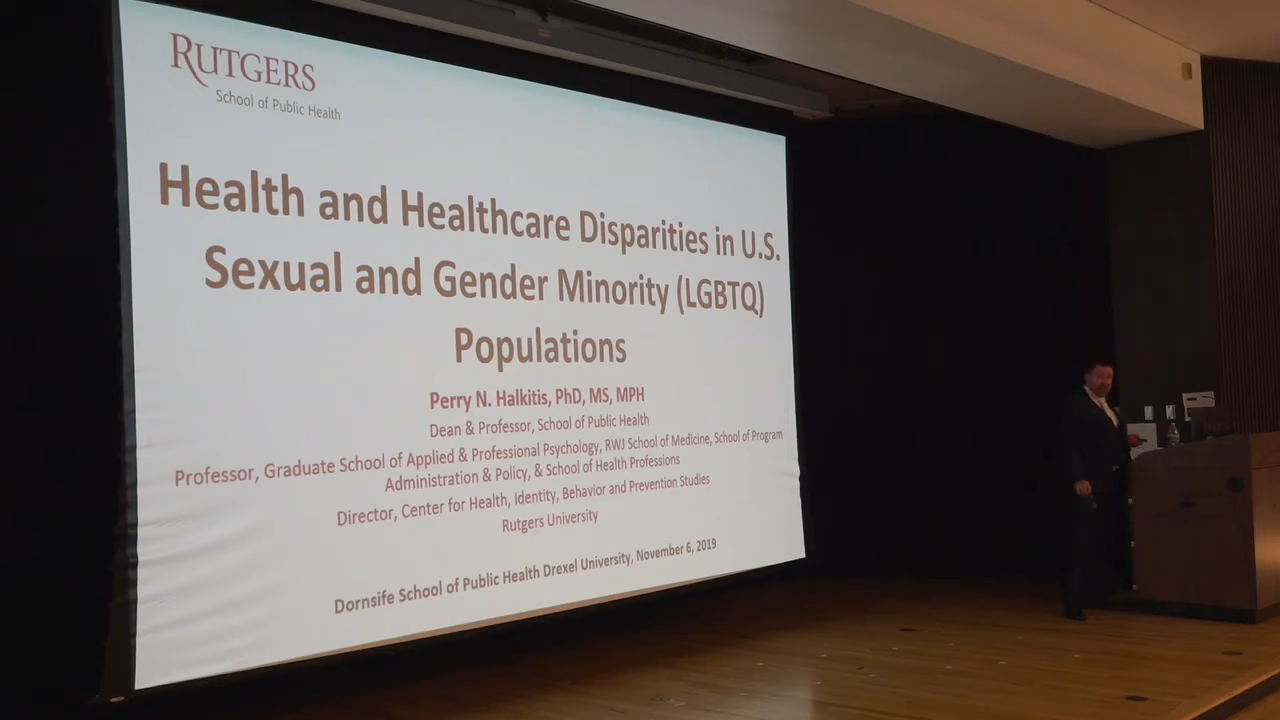 RUTGERS
School of Public Health
Health and Healthcare Disparities in U.S.
Sexual and Gender Minority (LGBTQ)
Populations
Perry N. Halkitis, PhD, MS, MPH
Dean & Professor, School of Public Health
Professor, Graduate School of Applied & Professional Psychology, RWJ School of Medicine, School of Program
Administration & Policy, & School of Health Professions
Director, Center for Health, Identity, Behavior and Prevention Studies
Rutgers University
Dornsife School of Public Health Drexel University, November 6, 2019